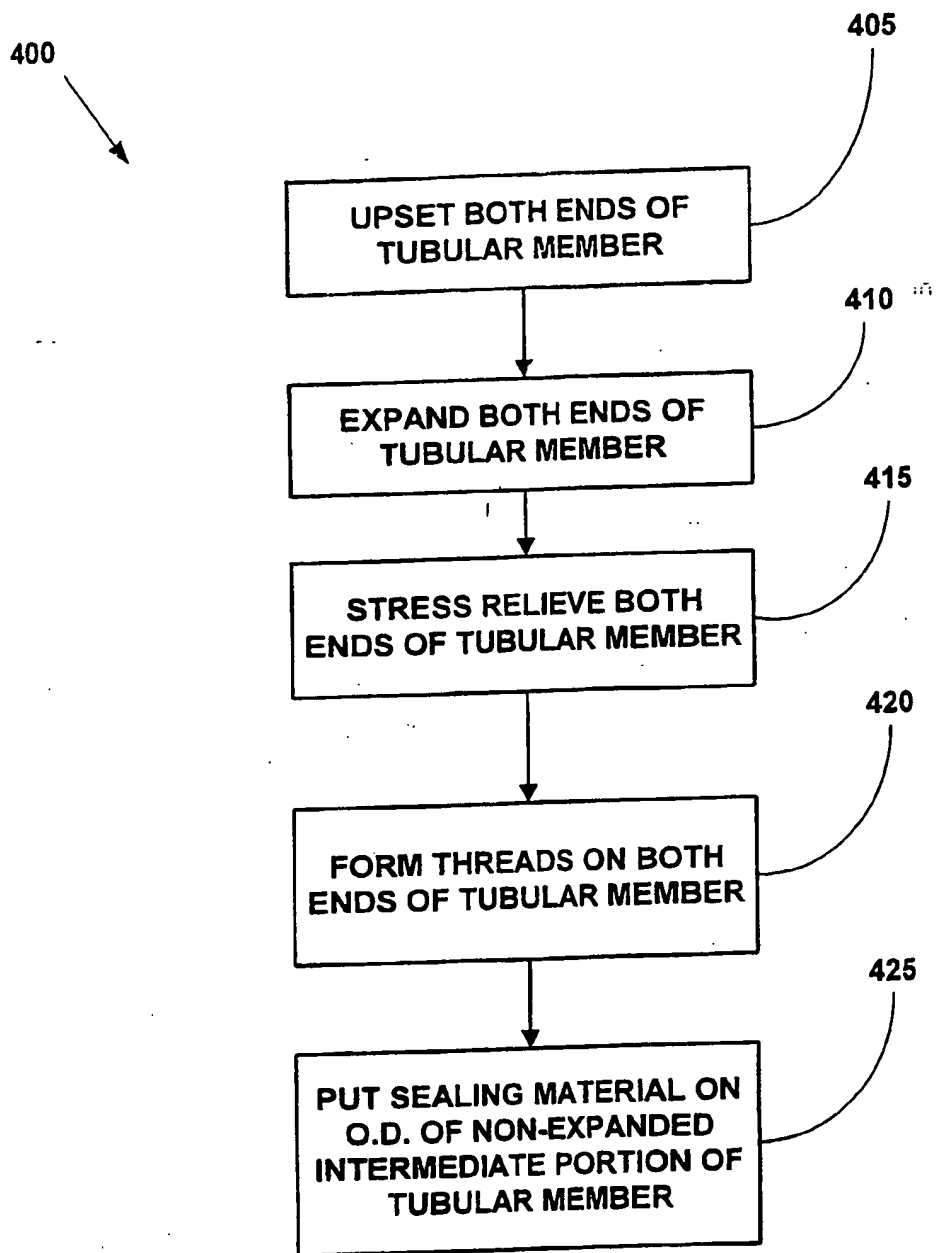 400
405
UPSET BOTH ENDS OF
TUBULAR MEMBER
410
EXPAND BOTH ENDS OF
TUBULAR MEMBER
415
STRESS RELIEVE BOTH
ENDS OF TUBULAR MEMBER
420
FORM THREADS ON BOTH
ENDS OF TUBULAR MEMBER
425
PUT SEALING MATERIAL ON
O.D. OF NON-EXPANDED
INTERMEDIATE PORTION OF
TUBULAR MEMBER